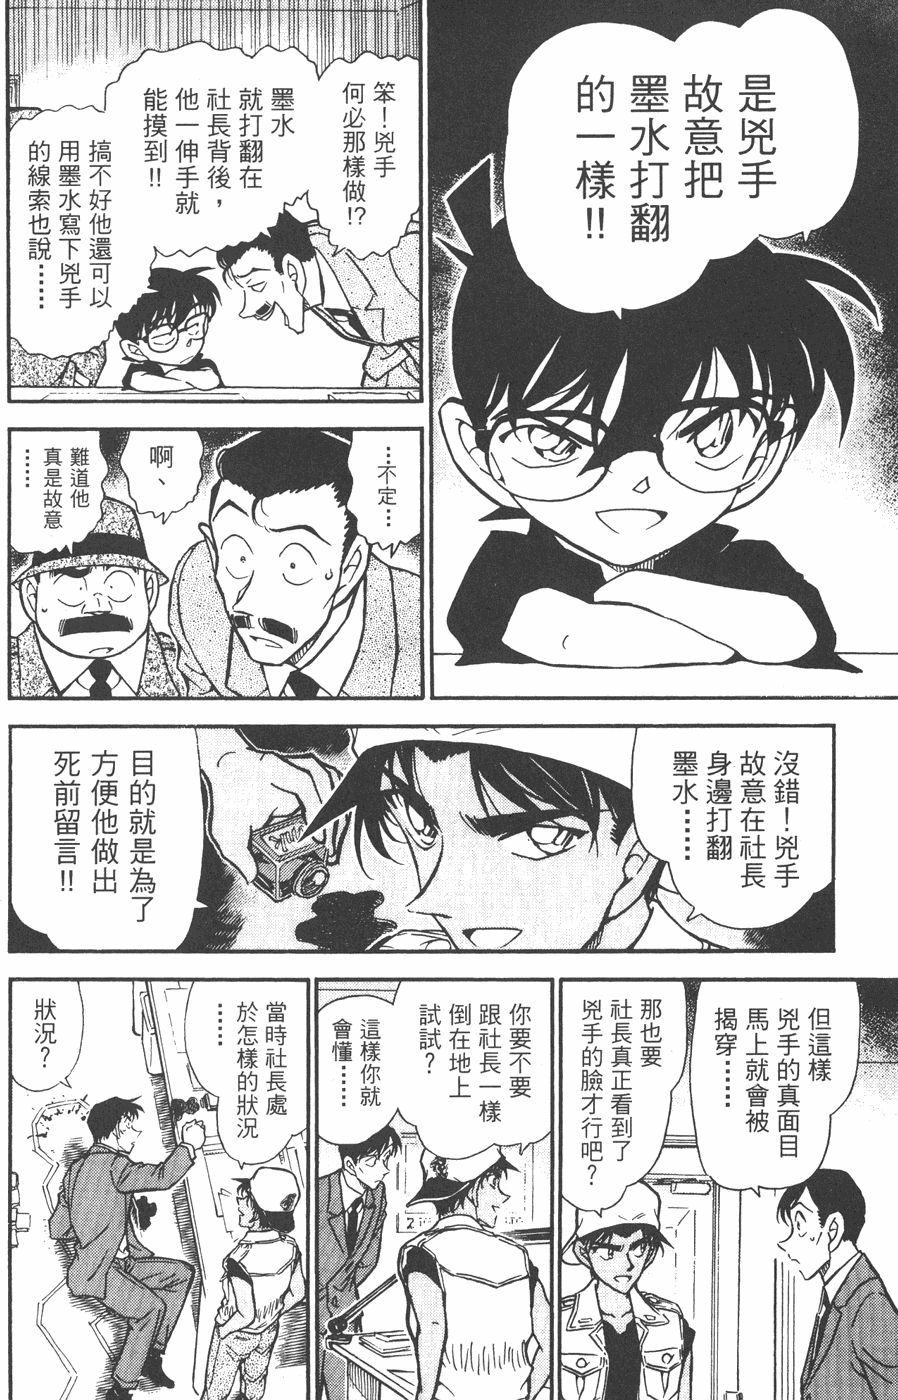 是兇手
故意把
墨水打翻
的一樣!!
笨!兇手
何必那樣做!?
墨水
就打翻在
社長背後，
他一伸手就
能摸到!!
搞不好他還可以
用墨水寫下兇手
的線索也說……
…不定…
啊、
難道他
真是故意
……
沒錯!兇手
故意在社長
身邊打翻
墨水……
目的就是為了
方便他做出
死前留言!!
但這樣
兇手的真面目
馬上就會被
揭穿……
那也要
社長真正看到了
兇手的臉才行吧?
你要不要
跟社長一樣
倒在地上
試試?
這樣你就
會懂……
當時社長處
於怎樣的狀況
……
狀況?